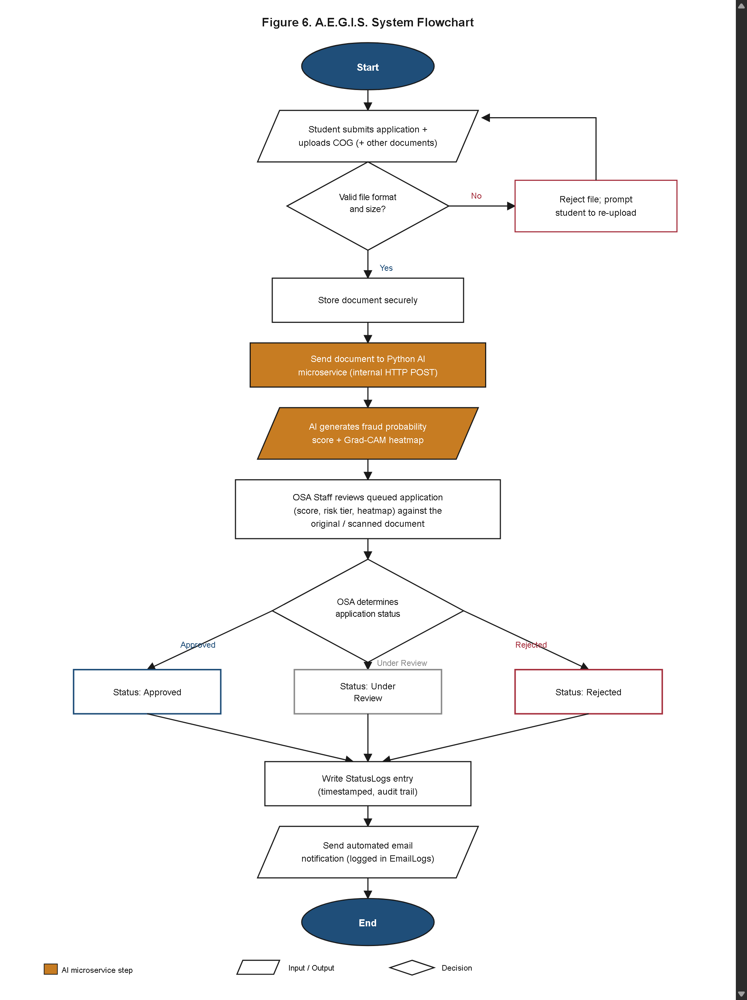 Figure 6. A.E.G.I.S. System Flowchart
Start
Student submits application +
uploads COG (+ other documents)
Valid file format
and size?
No
Reject file; prompt
student to re-upload
Yes
Store document securely
Send document to Python AI
microservice (internal HTTP POST)
AI generates fraud probability
score + Grad-CAM heatmap
OSA Staff reviews queued application
(score, risk tier, heatmap) against the
original / scanned document
OSA determines
application status
Approved
Under Review
Rejected
Status: Approved
Status: Under
Review
Status: Rejected
Write StatusLogs entry
(timestamped, audit trail)
Send automated email
notification (logged in EmailLogs)
End
AI microservice step
Input / Output
Decision